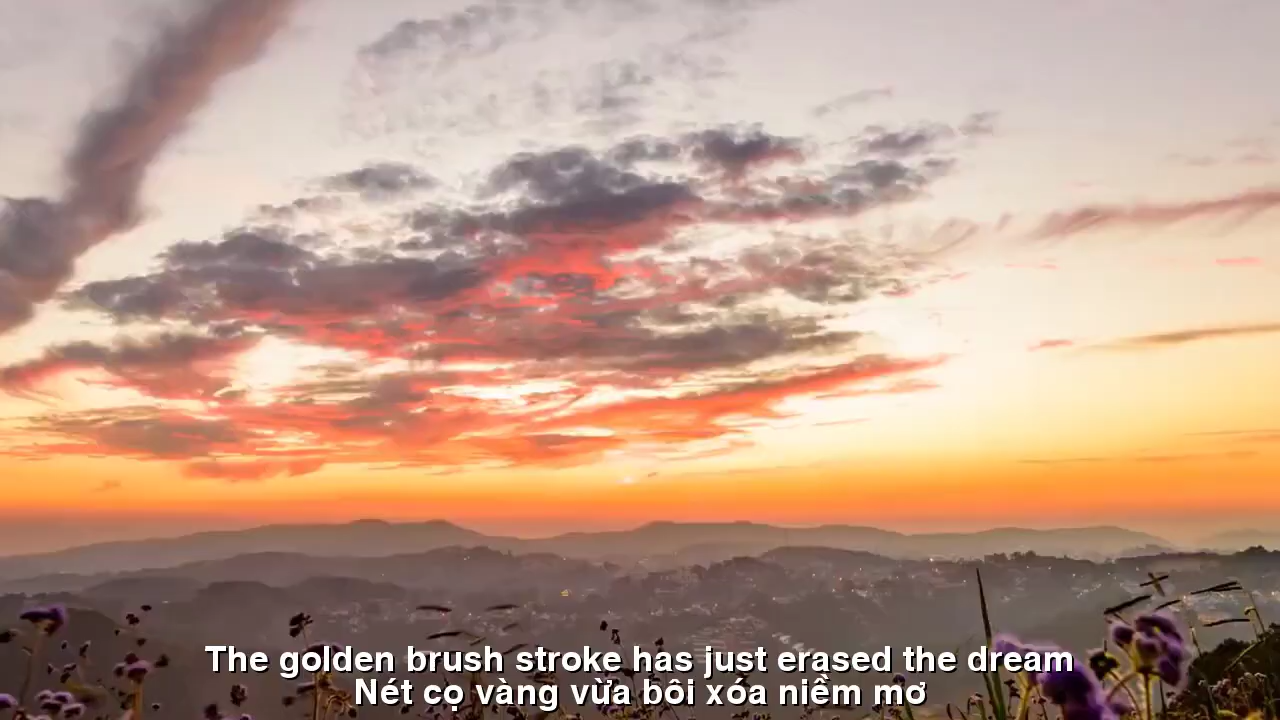 The golden brush stroke has just erased the dream
Nét cọ vàng vừa bôi xóa niềm mơ